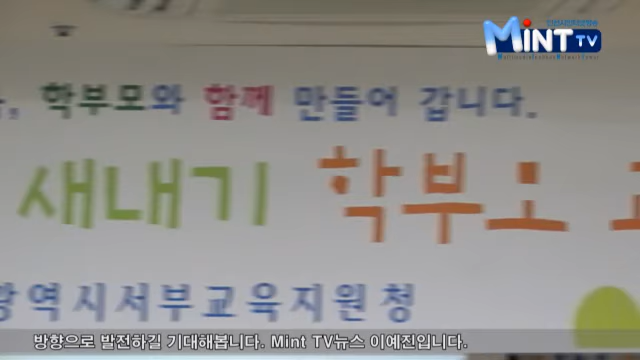 MiNT TV
, 학부모와 함께 만들어 갑니다.
새내기 학부모
광역시서부교육지원청
방향으로 발전하길 기대해봅니다. Mint TV뉴스 이예진입니다.